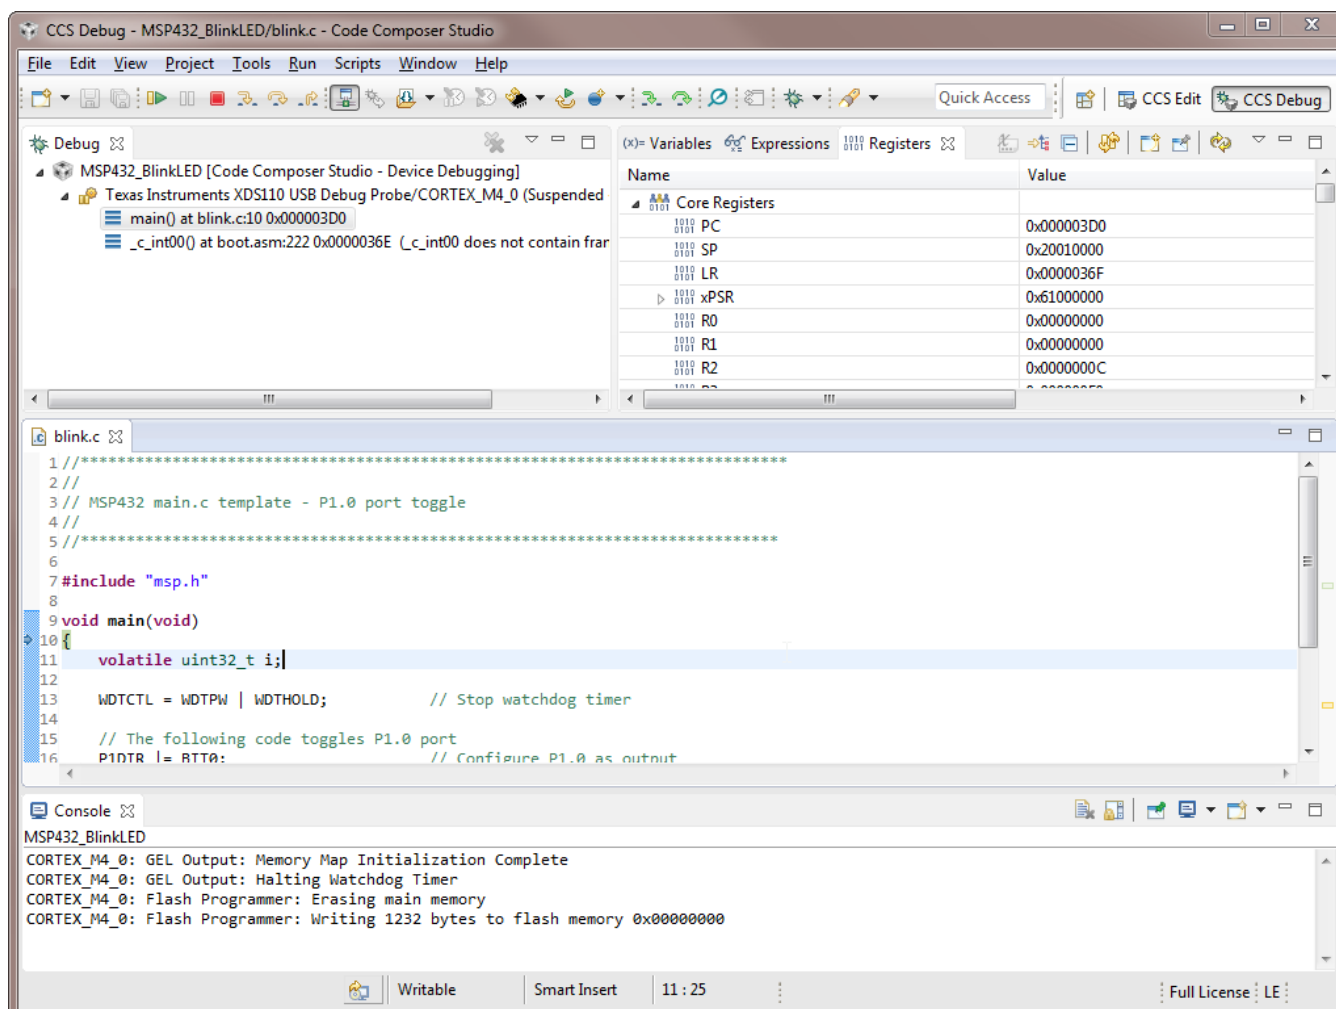 CCS Debug - MSP432_BlinkLED/blink.c - Code Composer Studio
File Edit View Project Tools Run Scripts Window Help
Quick Access CCS Edit CCS Debug
Debug
MSP432_BlinkLED [Code Composer Studio - Device Debugging]
Texas Instruments XDS110 USB Debug Probe/CORTEX_M4_0 (Suspended
main() at blink.c:10 0x000003D0
_c_int00() at boot.asm:222 0x0000036E (_c_int00 does not contain frar
(x)= Variables Expressions Registers
Name Value
Core Registers
PC 0x000003D0
SP 0x20010000
LR 0x0000036F
xPSR 0x61000000
R0 0x00000000
R1 0x00000000
R2 0x0000000C
blink.c
1 //*****************************************************************************
2 //
3 // MSP432 main.c template - P1.0 port toggle
4 //
5 //****************************************************************************
6
7 #include "msp.h"
8
9 void main(void)
10 {
11     volatile uint32_t i;
12
13     WDTCTL = WDTPW | WDTHOLD;           // Stop watchdog timer
14
15     // The following code toggles P1.0 port
16     P1DIR |= BIT0;                      // Configure P1.0 as output
Console
MSP432_BlinkLED
CORTEX_M4_0: GEL Output: Memory Map Initialization Complete
CORTEX_M4_0: GEL Output: Halting Watchdog Timer
CORTEX_M4_0: Flash Programmer: Erasing main memory
CORTEX_M4_0: Flash Programmer: Writing 1232 bytes to flash memory 0x00000000
Writable Smart Insert 11 : 25 Full License LE